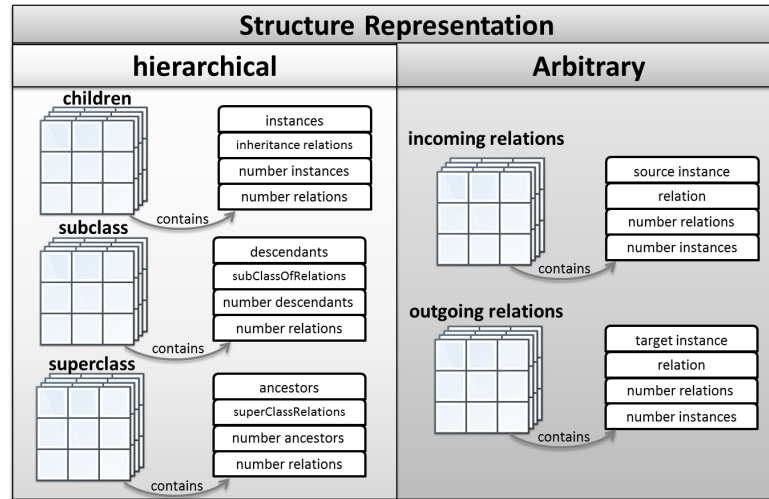 Structure Representation
hierarchical
Arbitrary
children
instances
inheritance relations
number instances
number relations
contains
subclass
descendants
subClassOfRelations
number descendants
number relations
contains
superclass
ancestors
superClassRelations
number ancestors
number relations
contains
incoming relations
source instance
relation
number relations
number instances
contains
outgoing relations
target instance
relation
number relations
number instances
contains